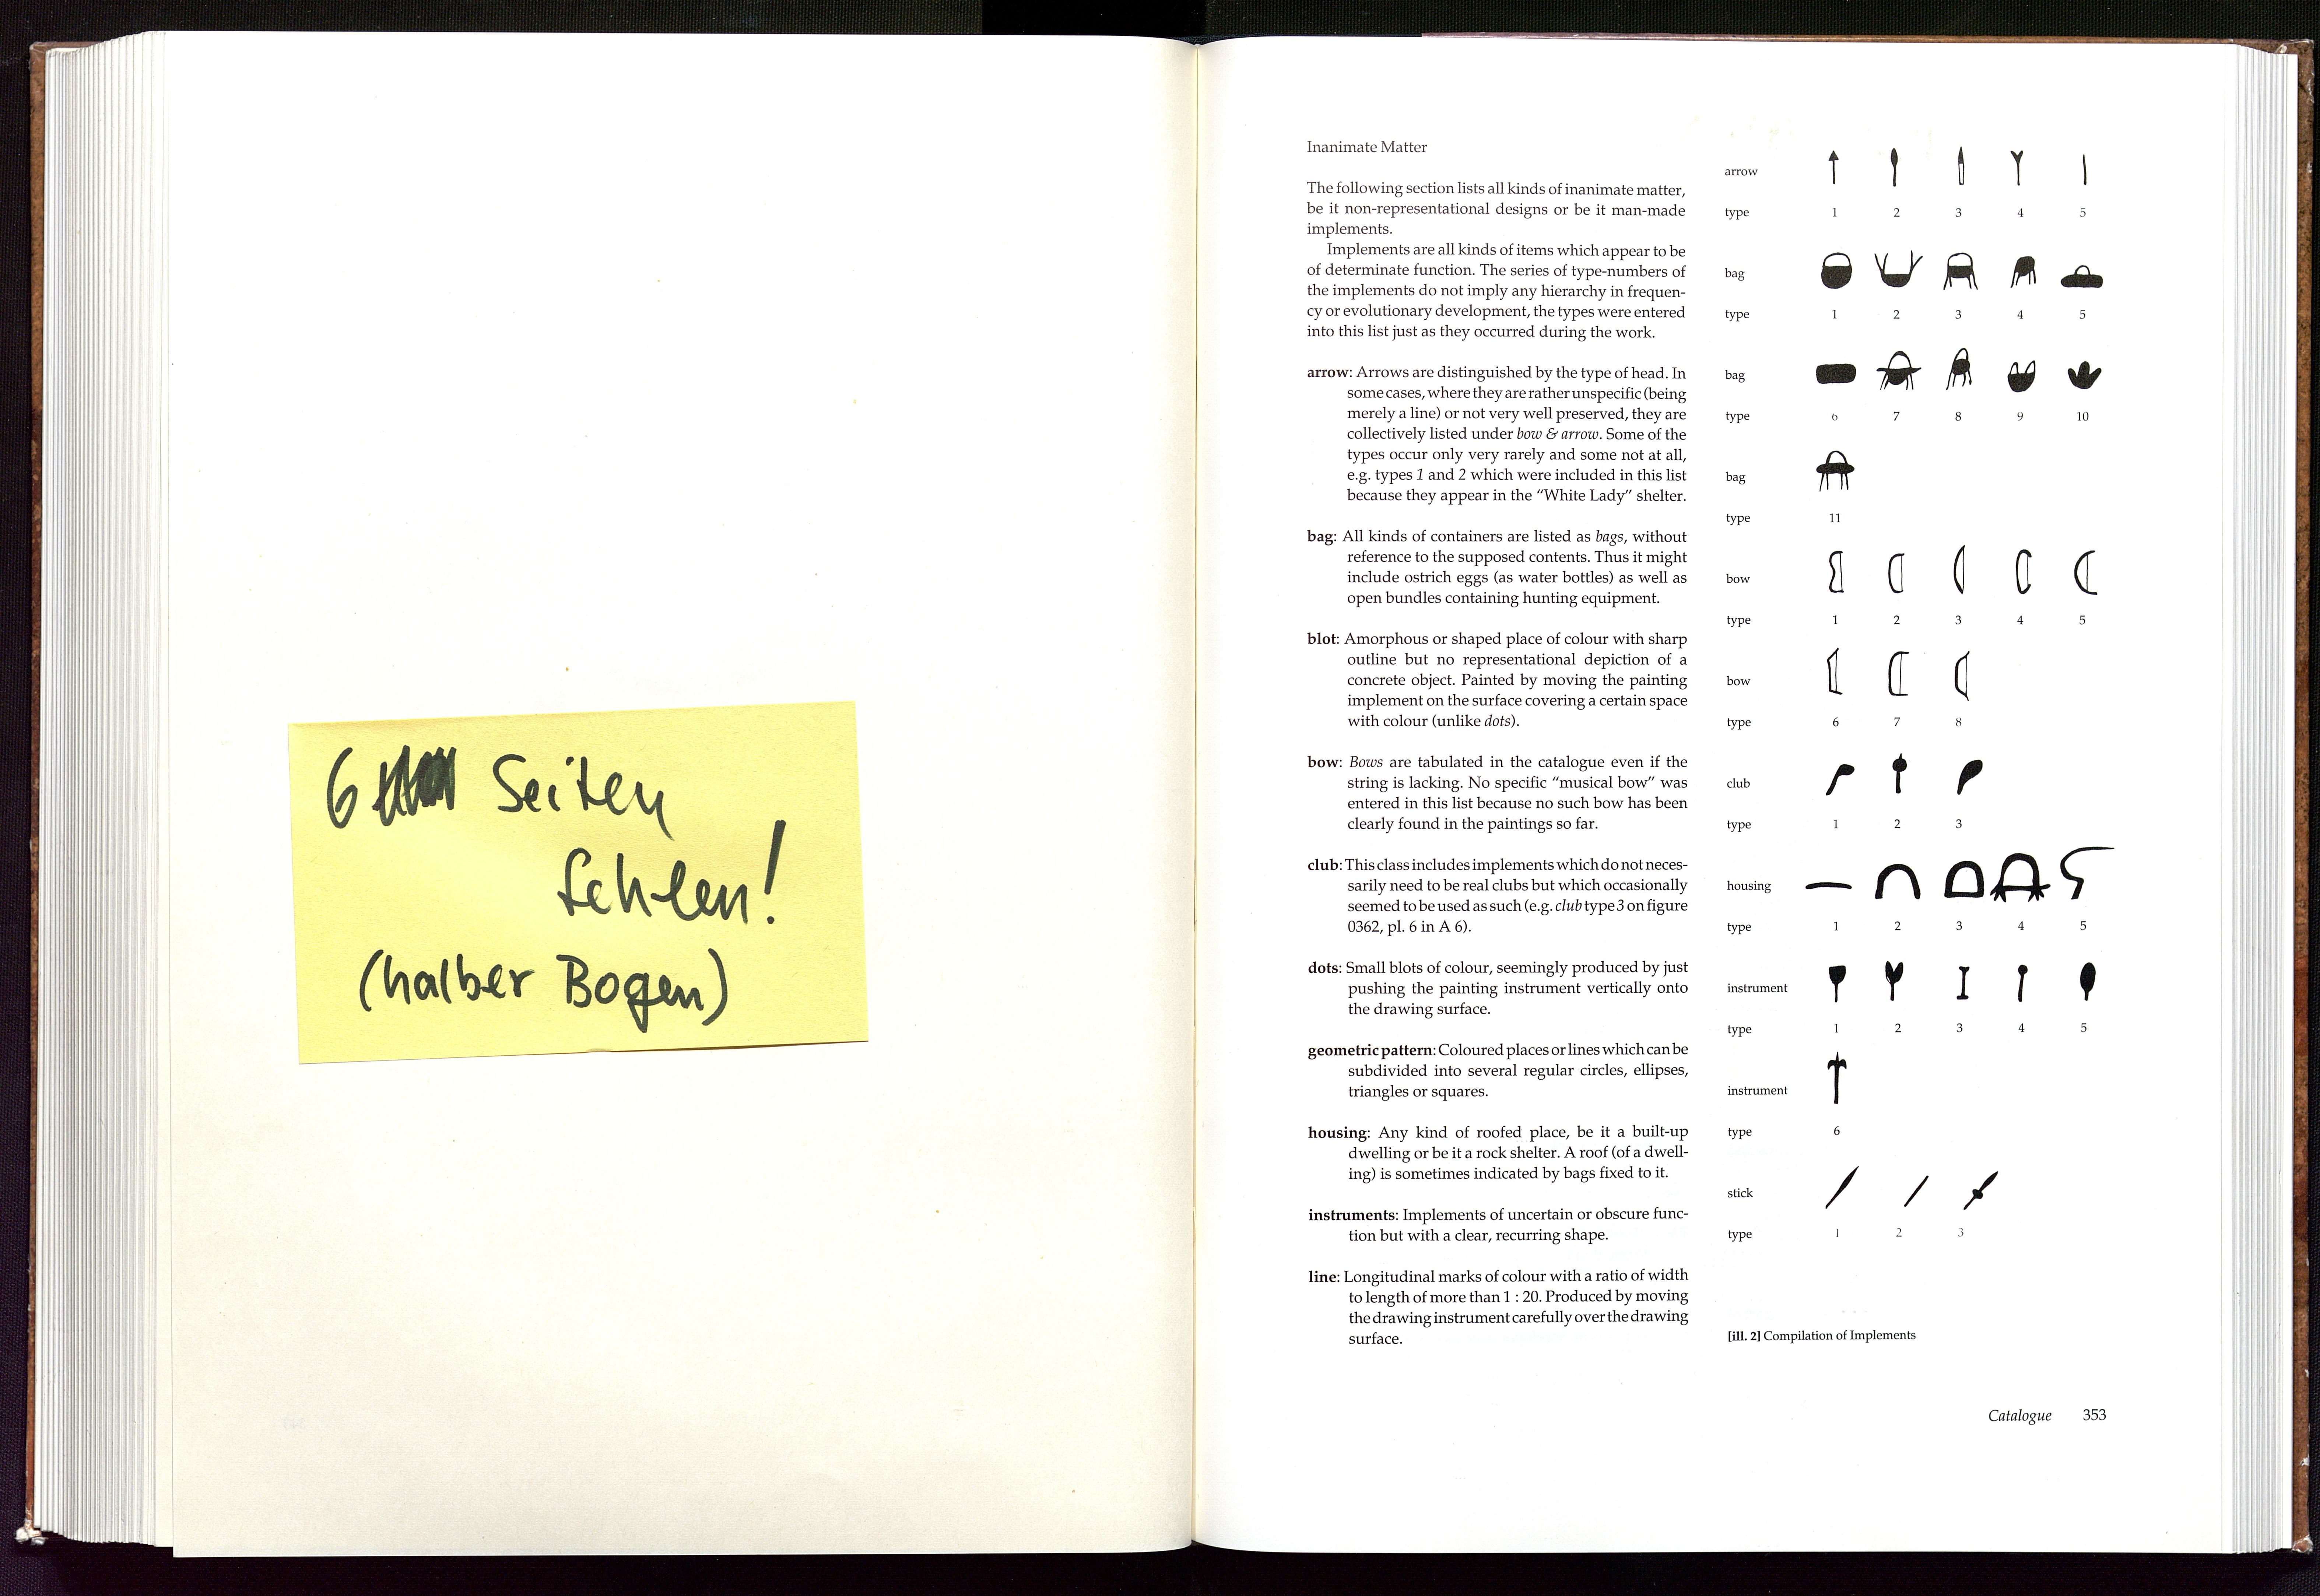 6 Seiten
fehlen!
(halber Bogen)
Inanimate Matter
The following section lists all kinds of inanimate matter,
be it non-representational designs or be it man-made
implements.
Implements are all kinds of items which appear to be
of determinate function. The series of type-numbers of
the implements do not imply any hierarchy in frequen-
cy or evolutionary development, the types were entered
into this list just as they occurred during the work.
arrow: Arrows are distinguished by the type of head. In
some cases, where they are rather unspecific (being
merely a line) or not very well preserved, they are
collectively listed under bow & arrow. Some of the
types occur only very rarely and some not at all,
e.g. types 1 and 2 which were included in this list
because they appear in the “White Lady” shelter.
bag: All kinds of containers are listed as bags, without
reference to the supposed contents. Thus it might
include ostrich eggs (as water bottles) as well as
open bundles containing hunting equipment.
blot: Amorphous or shaped place of colour with sharp
outline but no representational depiction of a
concrete object. Painted by moving the painting
implement on the surface covering a certain space
with colour (unlike dots).
bow: Bows are tabulated in the catalogue even if the
string is lacking. No specific “musical bow” was
entered in this list because no such bow has been
clearly found in the paintings so far.
club: This class includes implements which do not neces-
sarily need to be real clubs but which occasionally
seemed to be used as such (e.g. club type 3 on figure
0362, pl. 6 in A 6).
dots: Small blots of colour, seemingly produced by just
pushing the painting instrument vertically onto
the drawing surface.
geometric pattern: Coloured places or lines which can be
subdivided into several regular circles, ellipses,
triangles or squares.
housing: Any kind of roofed place, be it a built-up
dwelling or be it a rock shelter. A roof (of a dwell-
ing) is sometimes indicated by bags fixed to it.
instruments: Implements of uncertain or obscure func-
tion but with a clear, recurring shape.
line: Longitudinal marks of colour with a ratio of width
to length of more than 1 : 20. Produced by moving
the drawing instrument carefully over the drawing
surface.
arrow
type 1 2 3 4 5
bag
type 1 2 3 4 5
bag
type 6 7 8 9 10
bag
type 11
bow
type 1 2 3 4 5
bow
type 6 7 8
club
type 1 2 3
housing
type 1 2 3 4 5
instrument
type 1 2 3 4 5
instrument
type 6
stick
type 1 2 3
[ill. 2] Compilation of Implements
Catalogue 353